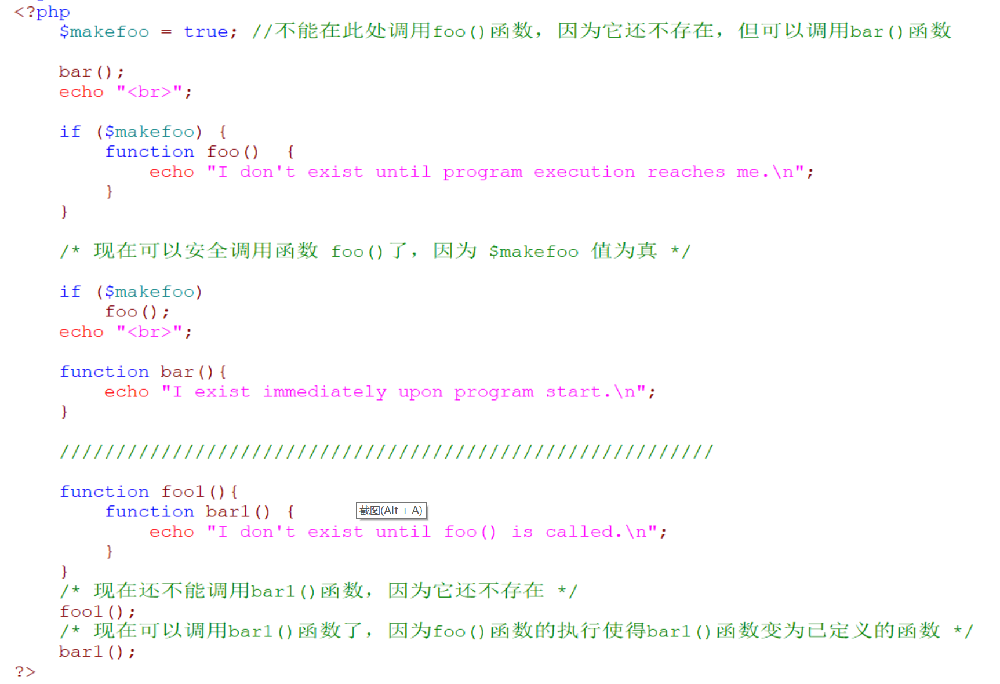 <?php
$makefoo = true; //不能在此处调用foo()函数，因为它还不存在，但可以调用bar()函数
bar();
echo "<br>";
if ($makefoo) {
function foo() {
echo "I don't exist until program execution reaches me.\n";
}
}
/* 现在可以安全调用函数 foo()了，因为 $makefoo 值为真 */
if ($makefoo)
foo();
echo "<br>";
function bar(){
echo "I exist immediately upon program start.\n";
}
//////////////////////////////////////////////////////////
function foo1(){
function bar1() {
截图(Alt + A)
echo "I don't exist until foo() is called.\n";
}
}
/* 现在还不能调用bar1()函数，因为它还不存在 */
foo1();
/* 现在可以调用bar1()函数了，因为foo()函数的执行使得bar1()函数变为已定义的函数 */
bar1();
?>